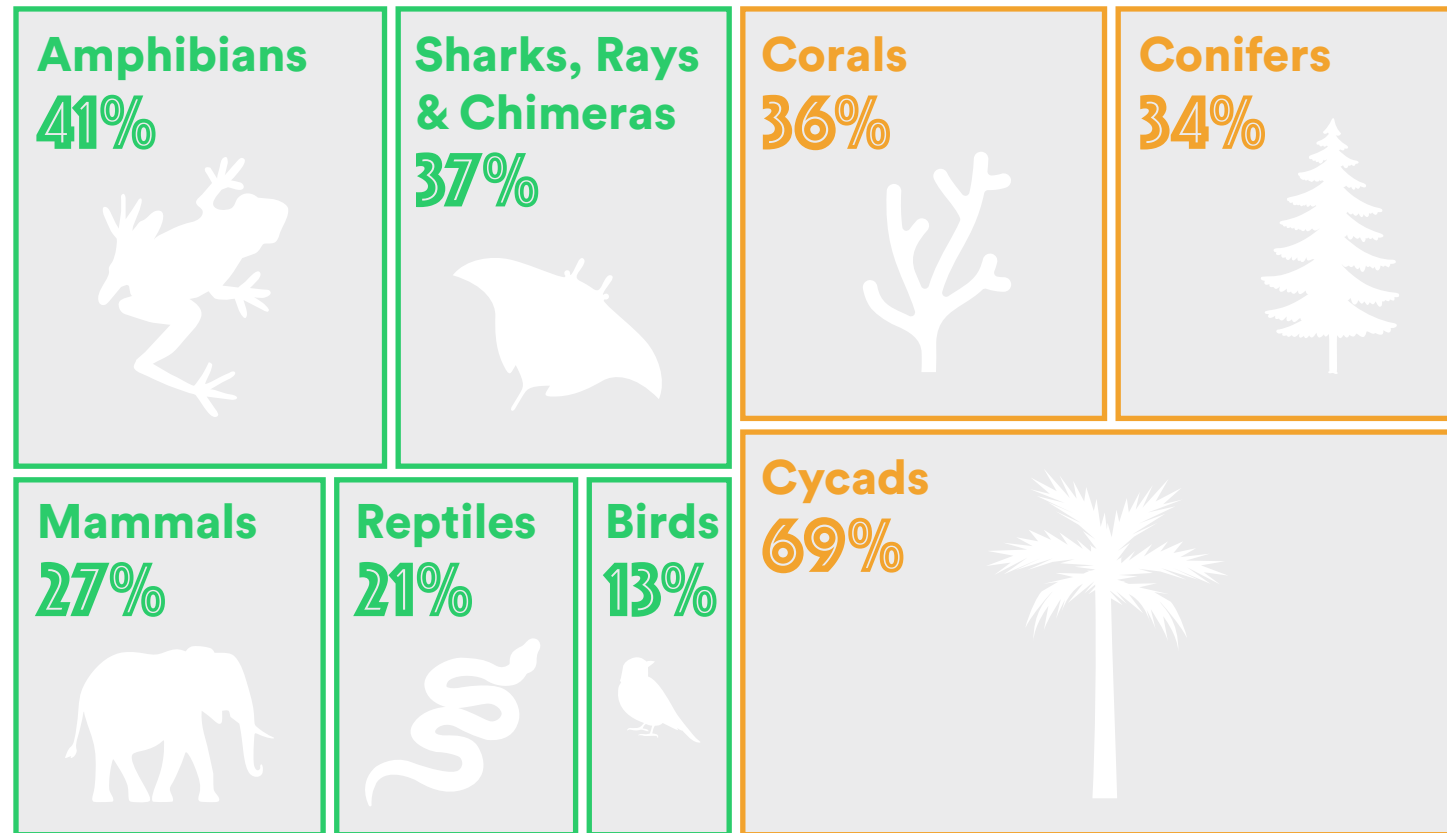 Amphibians
41%
Sharks, Rays
& Chimeras
37%
Corals
36%
Conifers
34%
Mammals
27%
Reptiles
21%
Birds
13%
Cycads
69%